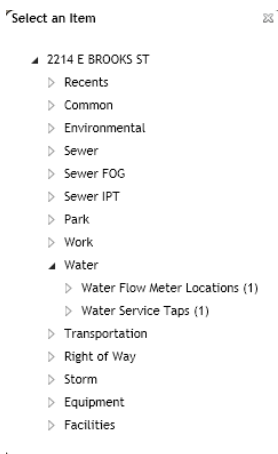 Select an Item
2214 E BROOKS ST
Recents
Common
Environmental
Sewer
Sewer FOG
Sewer IPT
Park
Work
Water
Water Flow Meter Locations (1)
Water Service Taps (1)
Transportation
Right of Way
Storm
Equipment
Facilities